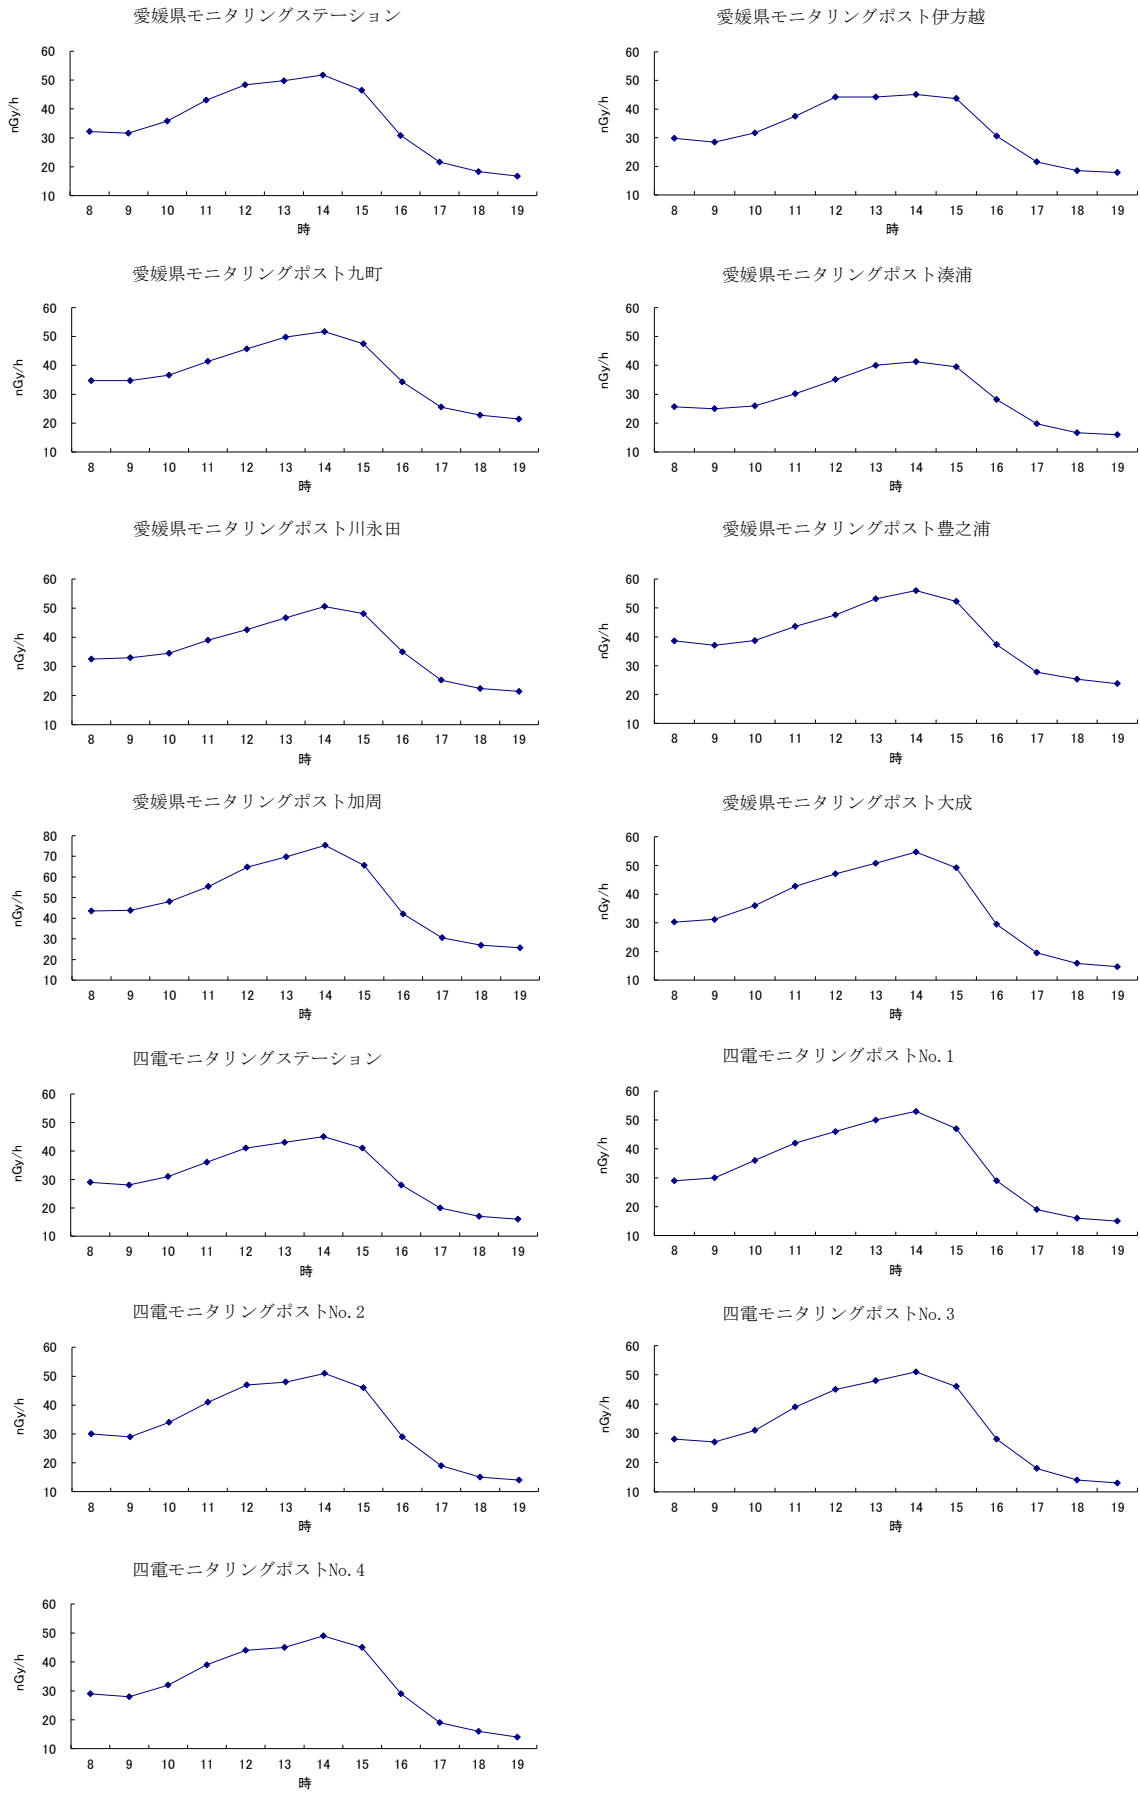 愛媛県モニタリングステーション
60
50
40
30
20
10
nGy/h
8 9 10 11 12 13 14 15 16 17 18 19
時
愛媛県モニタリングポスト伊方越
60
50
40
30
20
10
nGy/h
8 9 10 11 12 13 14 15 16 17 18 19
時
愛媛県モニタリングポスト九町
60
50
40
30
20
10
nGy/h
8 9 10 11 12 13 14 15 16 17 18 19
時
愛媛県モニタリングポスト湊浦
60
50
40
30
20
10
nGy/h
8 9 10 11 12 13 14 15 16 17 18 19
時
愛媛県モニタリングポスト川永田
60
50
40
30
20
10
nGy/h
8 9 10 11 12 13 14 15 16 17 18 19
時
愛媛県モニタリングポスト豊之浦
60
50
40
30
20
10
nGy/h
8 9 10 11 12 13 14 15 16 17 18 19
時
愛媛県モニタリングポスト加周
80
70
60
50
40
30
20
10
nGy/h
8 9 10 11 12 13 14 15 16 17 18 19
時
愛媛県モニタリングポスト大成
60
50
40
30
20
10
nGy/h
8 9 10 11 12 13 14 15 16 17 18 19
時
四電モニタリングステーション
60
50
40
30
20
10
nGy/h
8 9 10 11 12 13 14 15 16 17 18 19
時
四電モニタリングポストNo.1
60
50
40
30
20
10
nGy/h
8 9 10 11 12 13 14 15 16 17 18 19
時
四電モニタリングポストNo.2
60
50
40
30
20
10
nGy/h
8 9 10 11 12 13 14 15 16 17 18 19
時
四電モニタリングポストNo.3
60
50
40
30
20
10
nGy/h
8 9 10 11 12 13 14 15 16 17 18 19
時
四電モニタリングポストNo.4
60
50
40
30
20
10
nGy/h
8 9 10 11 12 13 14 15 16 17 18 19
時